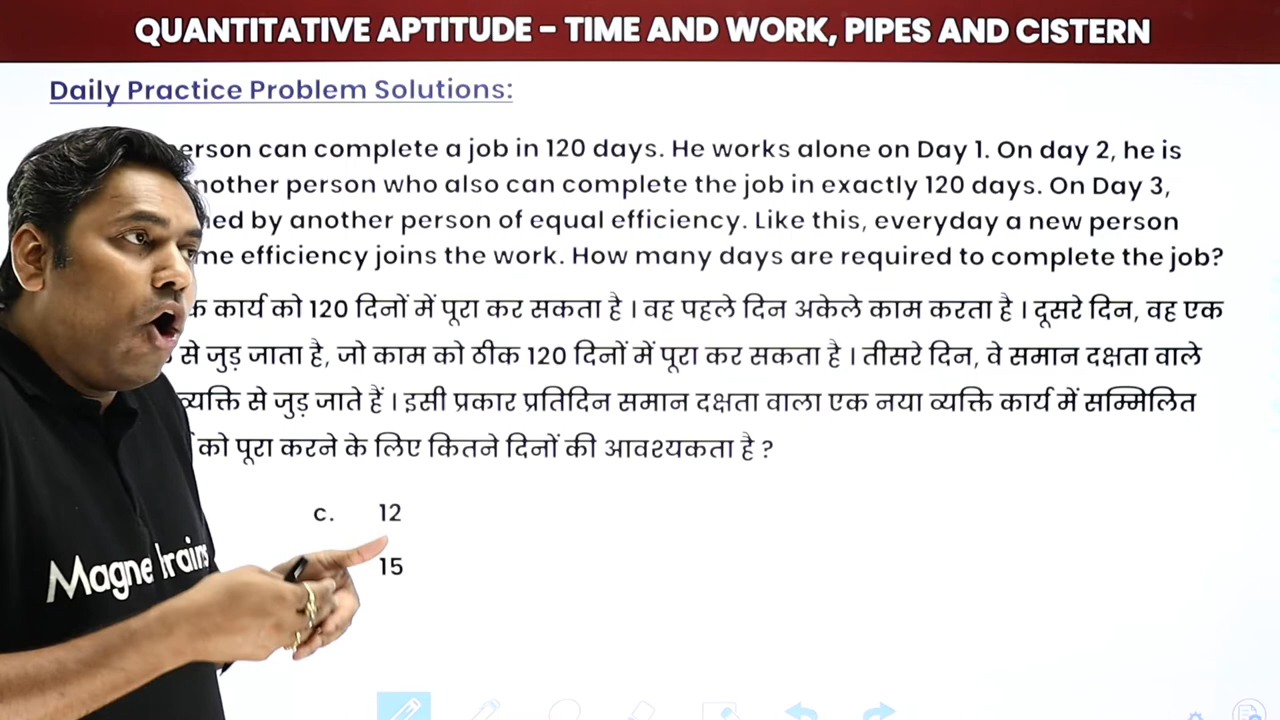 QUANTITATIVE APTITUDE – TIME AND WORK, PIPES AND CISTERN
Daily Practice Problem Solutions:
erson can complete a job in 120 days. He works alone on Day 1. On day 2, he is
nother person who also can complete the job in exactly 120 days. On Day 3,
ed by another person of equal efficiency. Like this, everyday a new person
me efficiency joins the work. How many days are required to complete the job?
क कार्य को 120 दिनों में पूरा कर सकता है । वह पहले दिन अकेले काम करता है । दूसरे दिन, वह एक
से जुड़ जाता है, जो काम को ठीक 120 दिनों में पूरा कर सकता है । तीसरे दिन, वे समान दक्षता वाले
व्यक्ति से जुड़ जाते हैं । इसी प्रकार प्रतिदिन समान दक्षता वाला एक नया व्यक्ति कार्य में सम्मिलित
को पूरा करने के लिए कितने दिनों की आवश्यकता है ?
c. 12
15
Magne brains